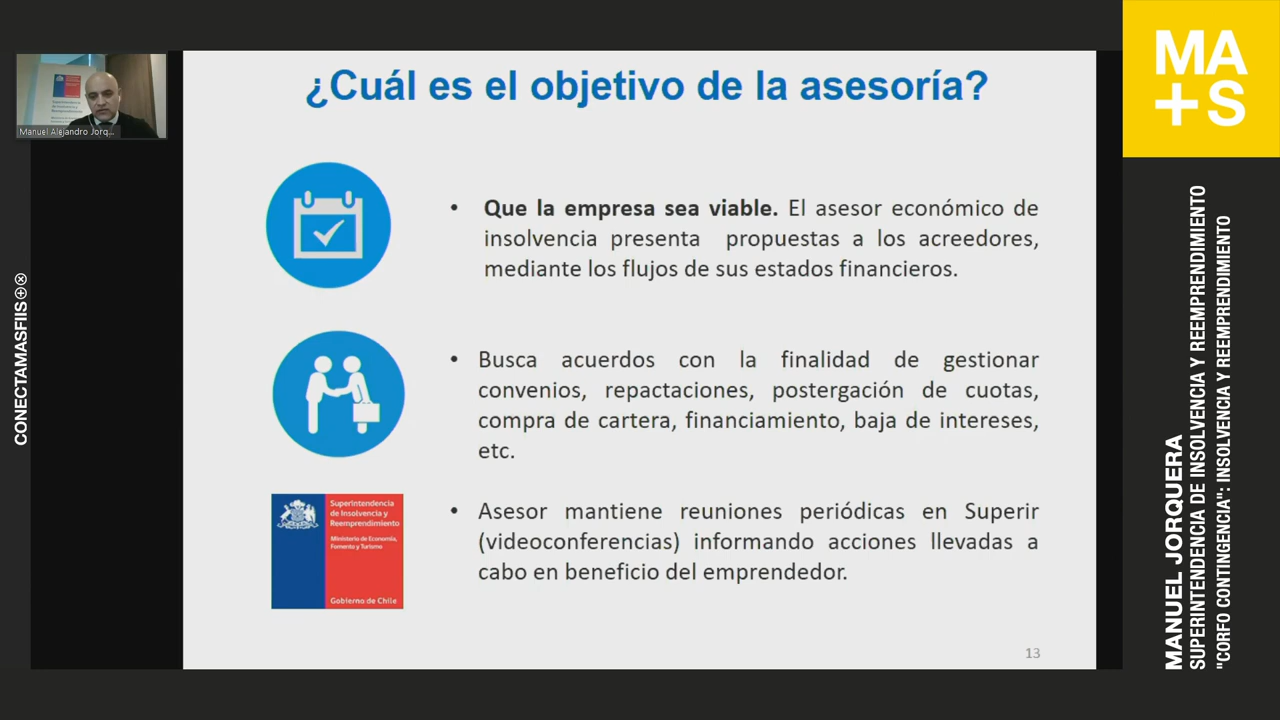 ¿Cuál es el objetivo de la asesoría?
Manuel Alejandro Jorq...
• Que la empresa sea viable. El asesor económico de
insolvencia presenta propuestas a los acreedores,
mediante los flujos de sus estados financieros.
• Busca acuerdos con la finalidad de gestionar
convenios, repactaciones, postergación de cuotas,
compra de cartera, financiamiento, baja de intereses,
etc.
Superintendencia
de Insolvencia y
Reemprendimiento
Ministerio de Economía,
Fomento y Turismo
Gobierno de Chile
• Asesor mantiene reuniones periódicas en Superir
(videoconferencias) informando acciones llevadas a
cabo en beneficio del emprendedor.
13
CONECTAMASFIIS
MA
+S
MANUEL JORQUERA
SUPERINTENDENCIA DE INSOLVENCIA Y REEMPRENDIMIENTO
"CORFO CONTINGENCIA": INSOLVENCIA Y REEMPRENDIMIENTO